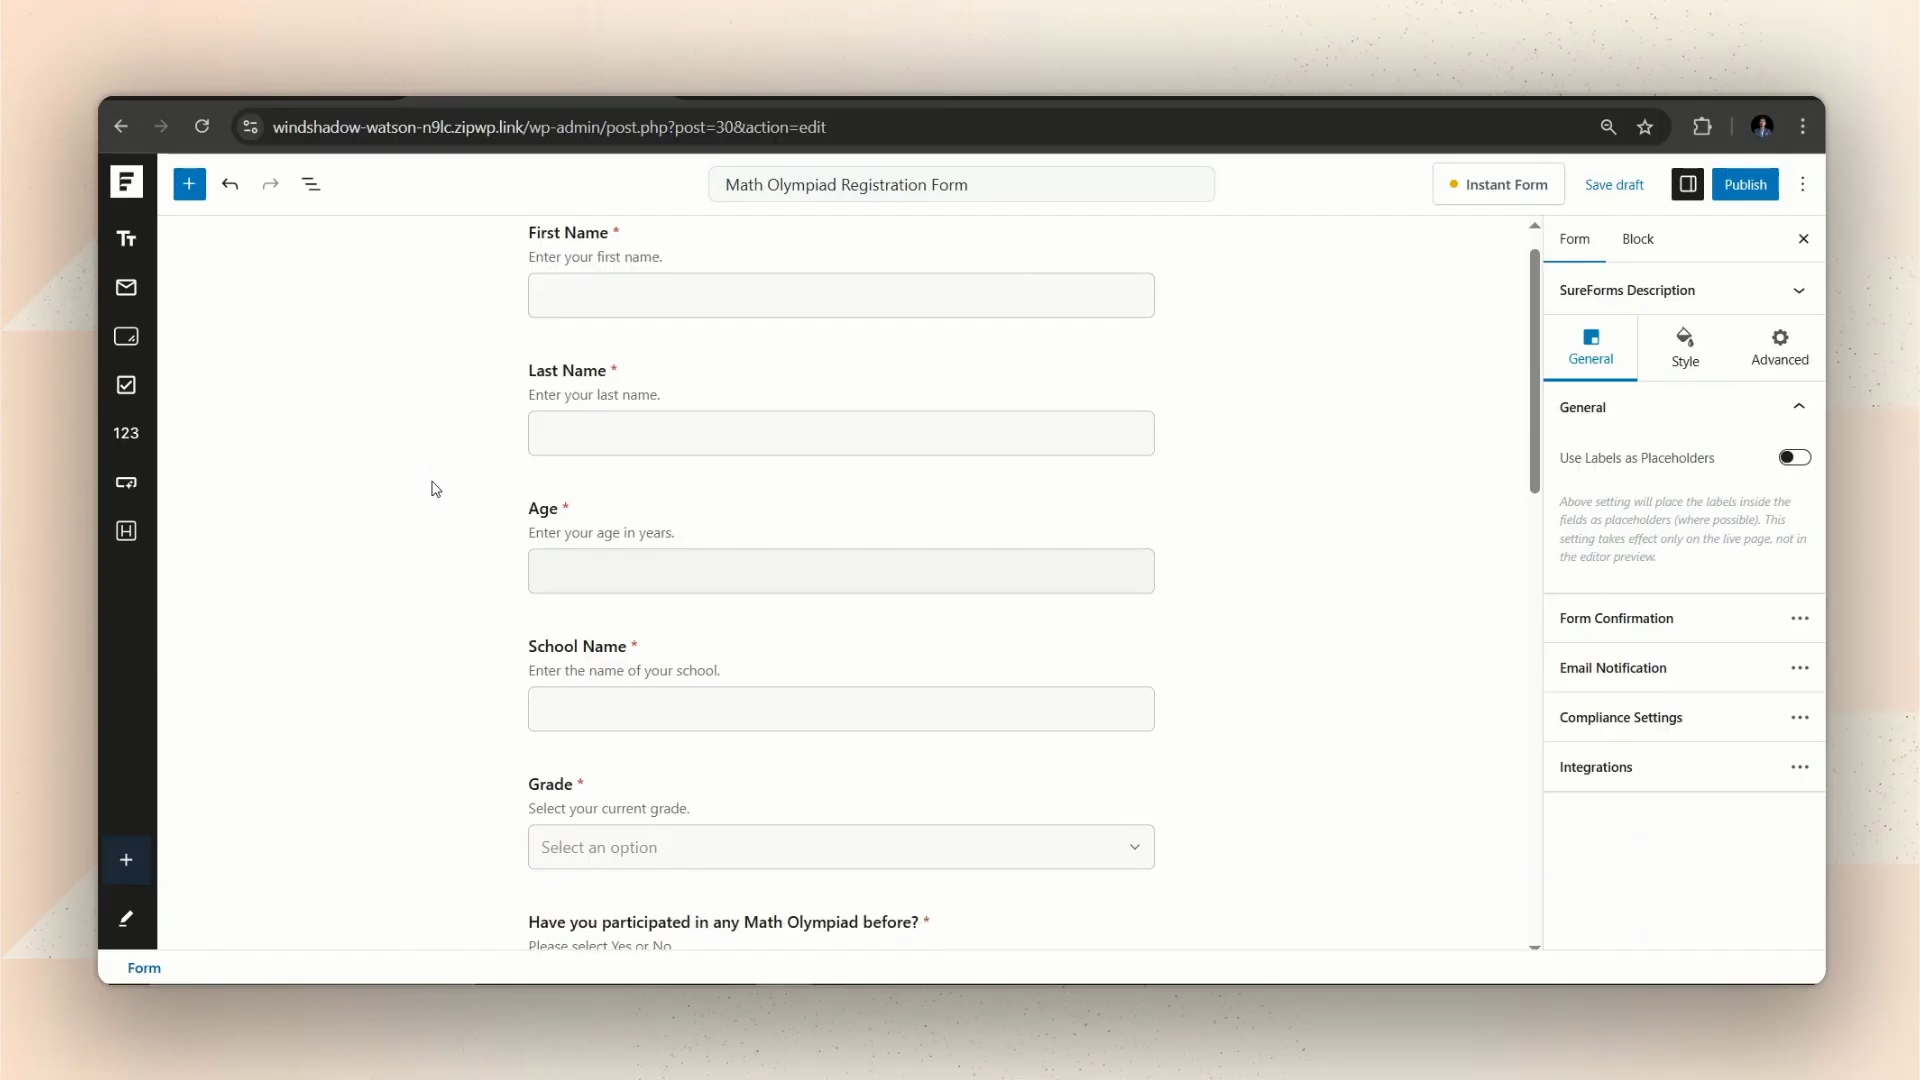 windshadow-watson-n9lc.zipwp.link/wp-admin/post.php?post=30&action=edit
Math Olympiad Registration Form
Instant Form
Save draft
Publish
Tт
123
First Name *
Enter your first name.
Last Name *
Enter your last name.
Age *
Enter your age in years.
School Name *
Enter the name of your school.
Grade *
Select your current grade.
Select an option
Have you participated in any Math Olympiad before? *
Please select Yes or No.
Form
Block
SureForms Description
General
Style
Advanced
General
Use Labels as Placeholders
Above setting will place the labels inside the
fields as placeholders (where possible). This
setting takes effect only on the live page, not in
the editor preview.
Form Confirmation
Email Notification
Compliance Settings
Integrations
Form